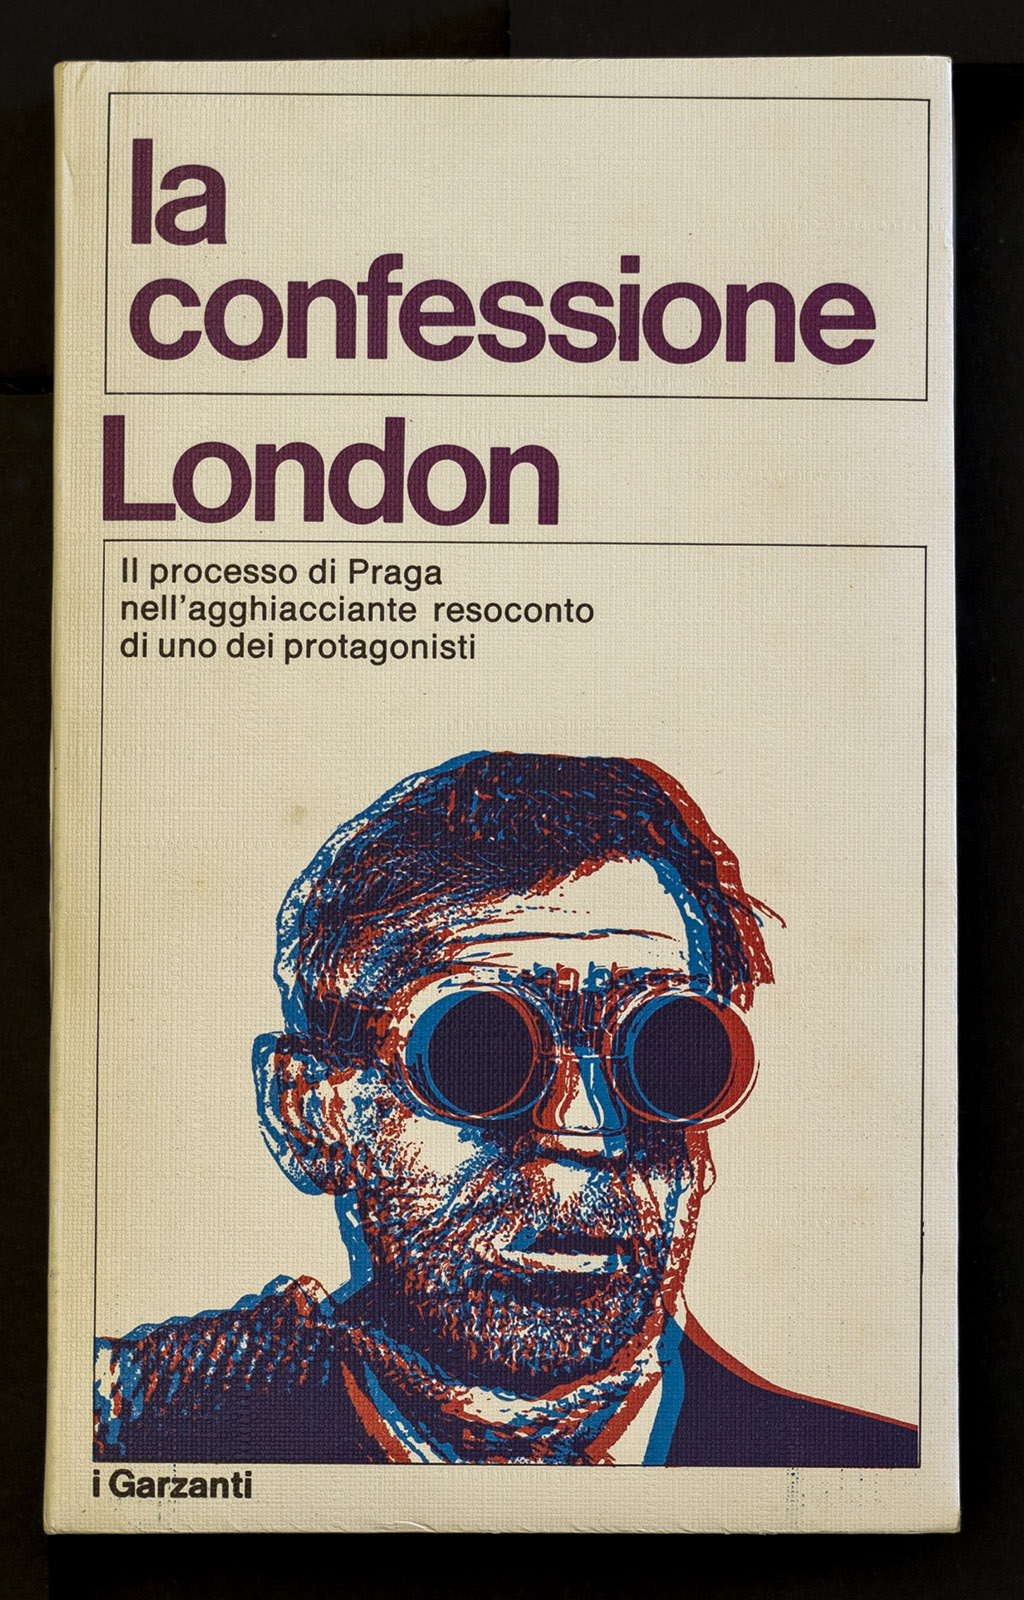 la
confessione
London
Il processo di Praga
nell'agghiacciante resoconto
di uno dei protagonisti
i Garzanti